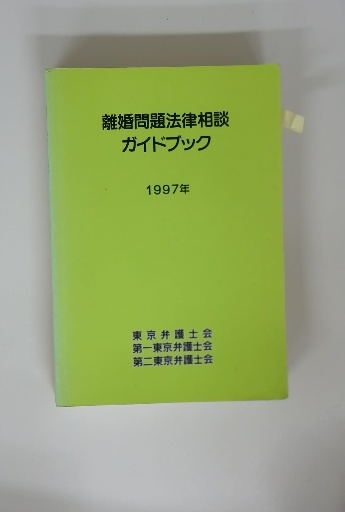 離婚問題法律相談
ガイドブック
1997年
東京弁護士会
第一東京弁護士会
第二東京弁護士会